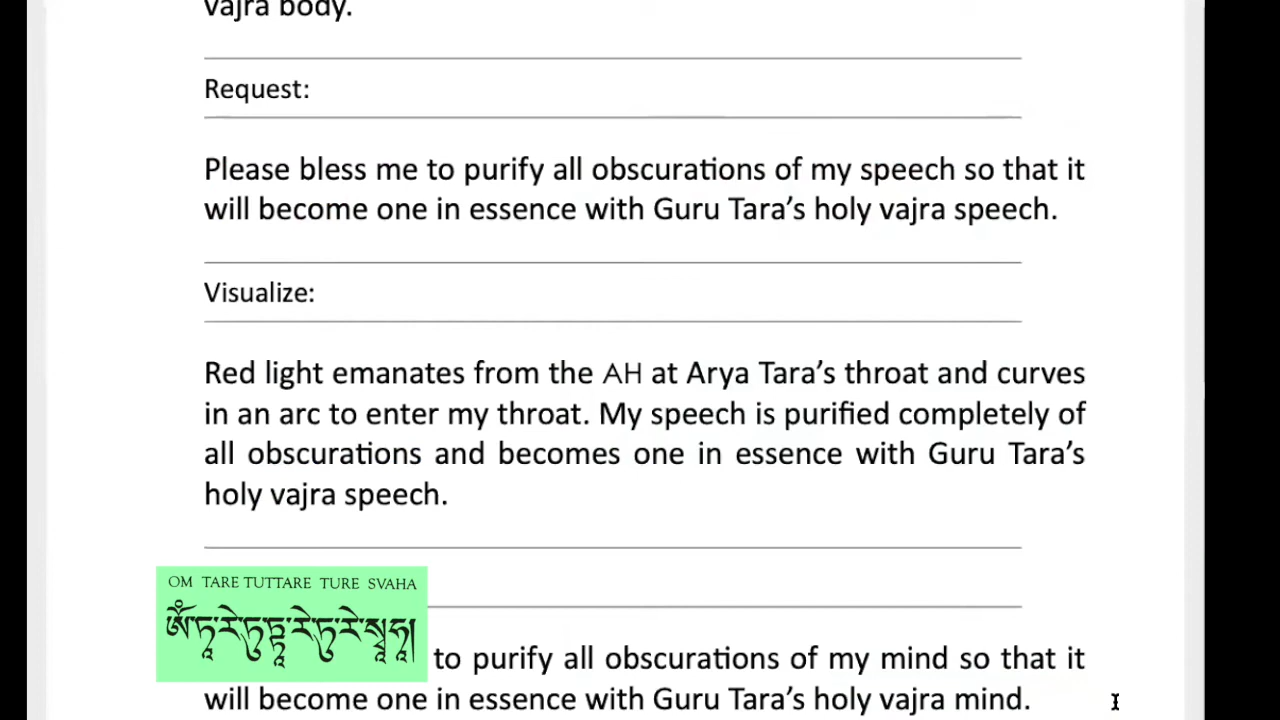 vajra body.
Request:
Please bless me to purify all obscurations of my speech so that it
will become one in essence with Guru Tara's holy vajra speech.
Visualize:
Red light emanates from the AH at Arya Tara's throat and curves
in an arc to enter my throat. My speech is purified completely of
all obscurations and becomes one in essence with Guru Tara's
holy vajra speech.
OM TARE TUTTARE TURE SVAHA
ༀཏཱརེཏུཏྟཱརེཏུརེསྭཱཧཱ།
to purify all obscurations of my mind so that it
will become one in essence with Guru Tara's holy vajra mind.